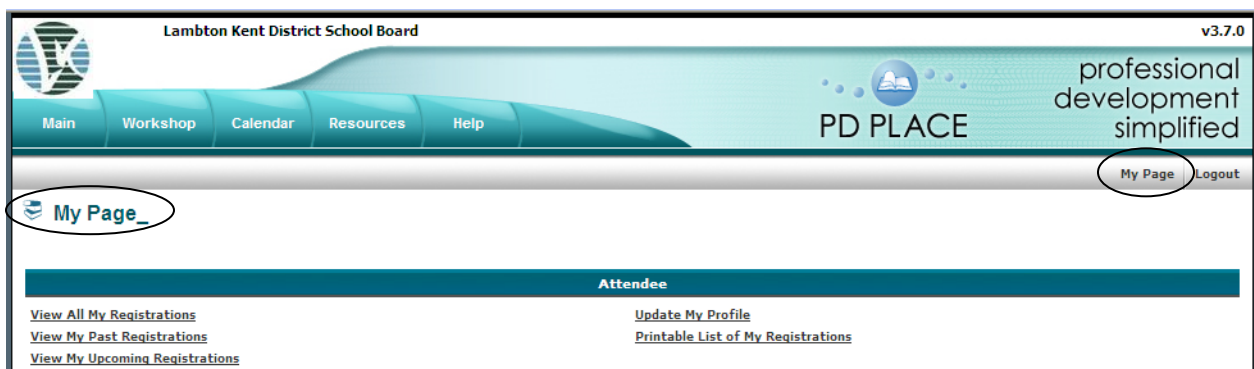 Lambton Kent District School Board
v3.7.0
professional
development
simplified
PD PLACE
Main Workshop Calendar Resources Help
My Page Logout
My Page_
Attendee
View All My Registrations Update My Profile
View My Past Registrations Printable List of My Registrations
View My Upcoming Registrations